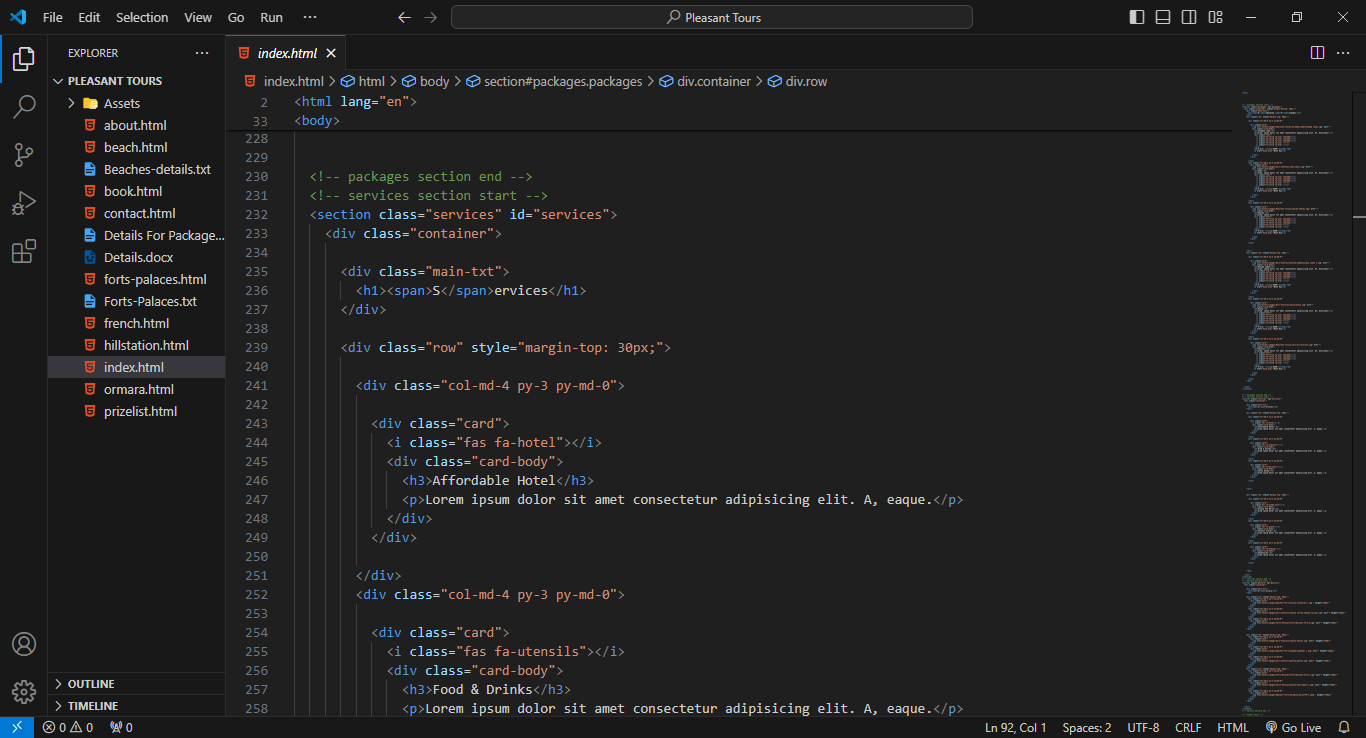 File Edit Selection View Go Run ··· Pleasant Tours
EXPLORER ···
PLEASANT TOURS
Assets
about.html
beach.html
Beaches-details.txt
book.html
contact.html
Details For Package...
Details.docx
forts-palaces.html
Forts-Palaces.txt
french.html
hillstation.html
index.html
ormara.html
prizelist.html
OUTLINE
TIMELINE
index.html
index.html > html > body > section#packages.packages > div.container > div.row
2 <html lang="en">
33 <body>
228
229
230 <!-- packages section end -->
231 <!-- services section start -->
232 <section class="services" id="services">
233 <div class="container">
234
235 <div class="main-txt">
236 <h1><span>S</span>ervices</h1>
237 </div>
238
239 <div class="row" style="margin-top: 30px;">
240
241 <div class="col-md-4 py-3 py-md-0">
242
243 <div class="card">
244 <i class="fas fa-hotel"></i>
245 <div class="card-body">
246 <h3>Affordable Hotel</h3>
247 <p>Lorem ipsum dolor sit amet consectetur adipisicing elit. A, eaque.</p>
248 </div>
249 </div>
250
251 </div>
252 <div class="col-md-4 py-3 py-md-0">
253
254 <div class="card">
255 <i class="fas fa-utensils"></i>
256 <div class="card-body">
257 <h3>Food & Drinks</h3>
258 <p>Lorem ipsum dolor sit amet consectetur adipisicing elit. A, eaque.</p>
0 0 0 Ln 92, Col 1 Spaces: 2 UTF-8 CRLF HTML Go Live